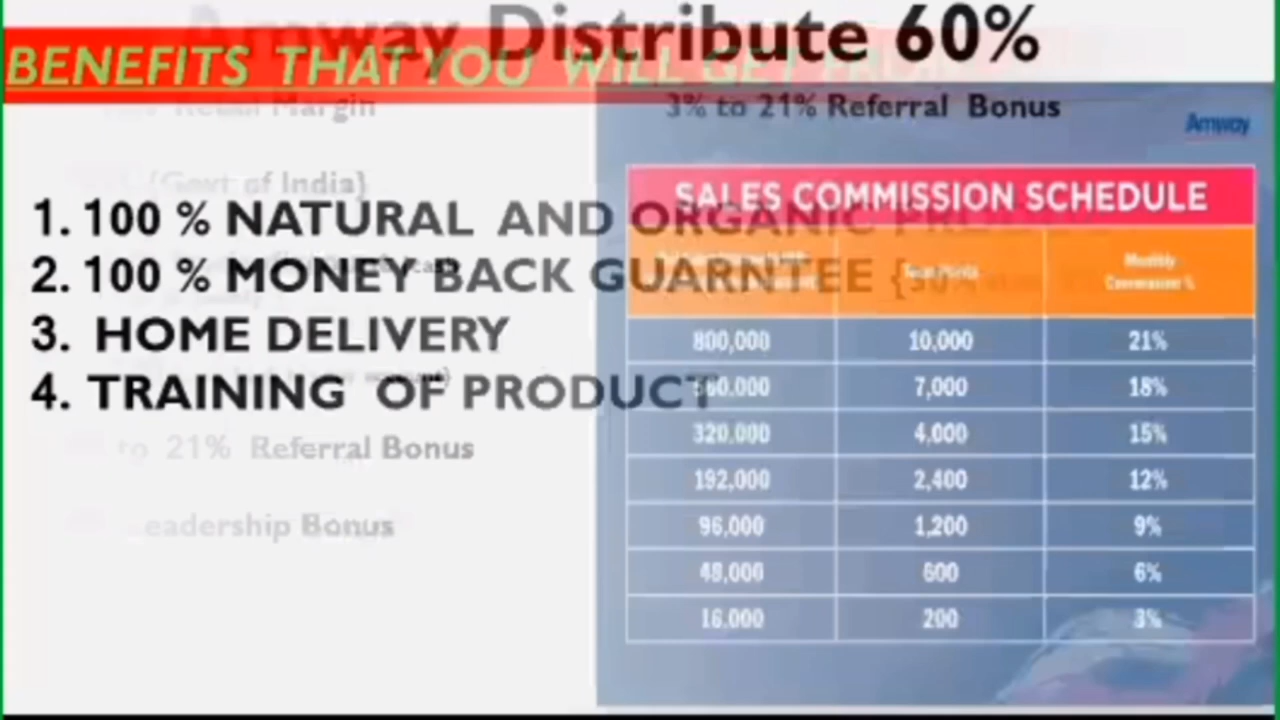 Amway Distribute 60%
BENEFITS THAT YOU WILL GET FROM
Retail Margin
3% to 21% Referral Bonus
Amway
{Govt of India}
SALES COMMISSION SCHEDULE
1. 100 % NATURAL AND ORGANIC
2. 100 % MONEY BACK GUARNTEE {30%
Total Points
Monthly
Commission %
3. HOME DELIVERY
4. TRAINING OF PRODUCT
to 21% Referral Bonus
Leadership Bonus
800,000 10,000 21%
7,000 18%
320,000 4,000 15%
192,000 2,400 12%
96,000 1,200 9%
48,000 600 6%
16,000 200 3%